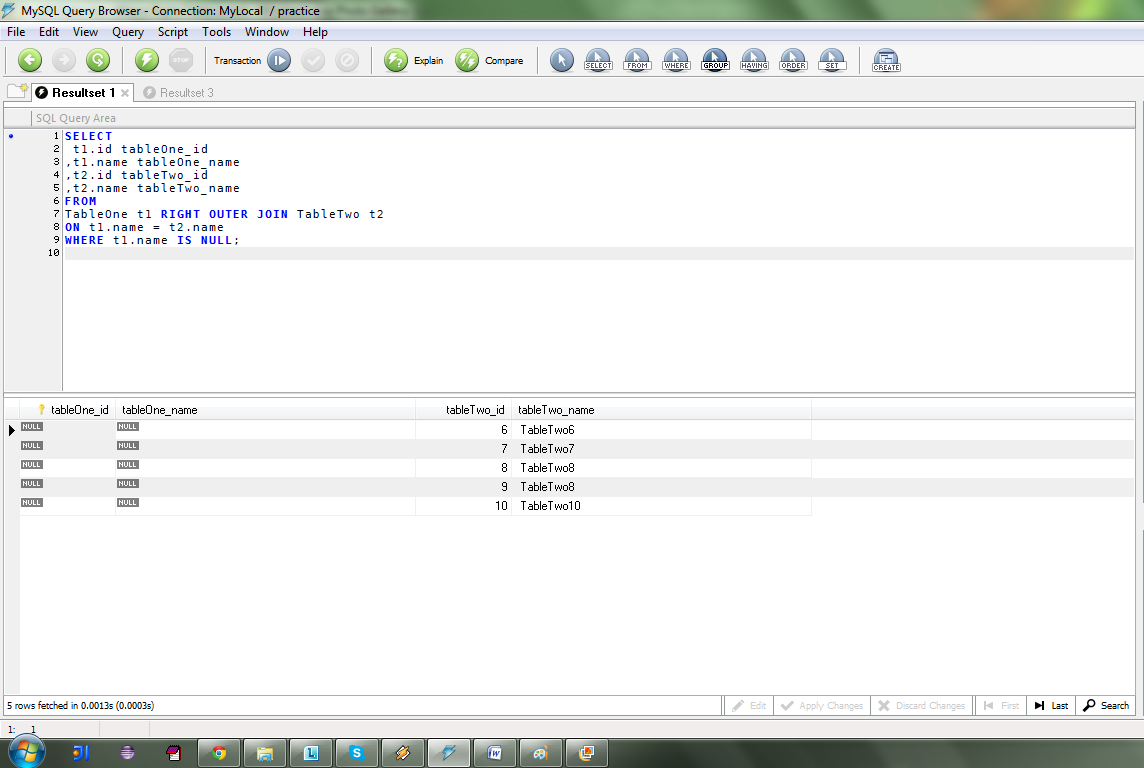 MySQL Query Browser - Connection: MyLocal / practice
File Edit View Query Script Tools Window Help
STOP Transaction Explain Compare SELECT FROM WHERE GROUP HAVING ORDER SET CREATE
Resultset 1 Resultset 3
SQL Query Area
1 SELECT
2 t1.id tableOne_id
3 ,t1.name tableOne_name
4 ,t2.id tableTwo_id
5 ,t2.name tableTwo_name
6 FROM
7 TableOne t1 RIGHT OUTER JOIN TableTwo t2
8 ON t1.name = t2.name
9 WHERE t1.name IS NULL;
10
tableOne_id tableOne_name tableTwo_id tableTwo_name
NULL NULL 6 TableTwo6
NULL NULL 7 TableTwo7
NULL NULL 8 TableTwo8
NULL NULL 9 TableTwo8
NULL NULL 10 TableTwo10
5 rows fetched in 0.0013s (0.0003s) Edit Apply Changes Discard Changes First Last Search
1: 1